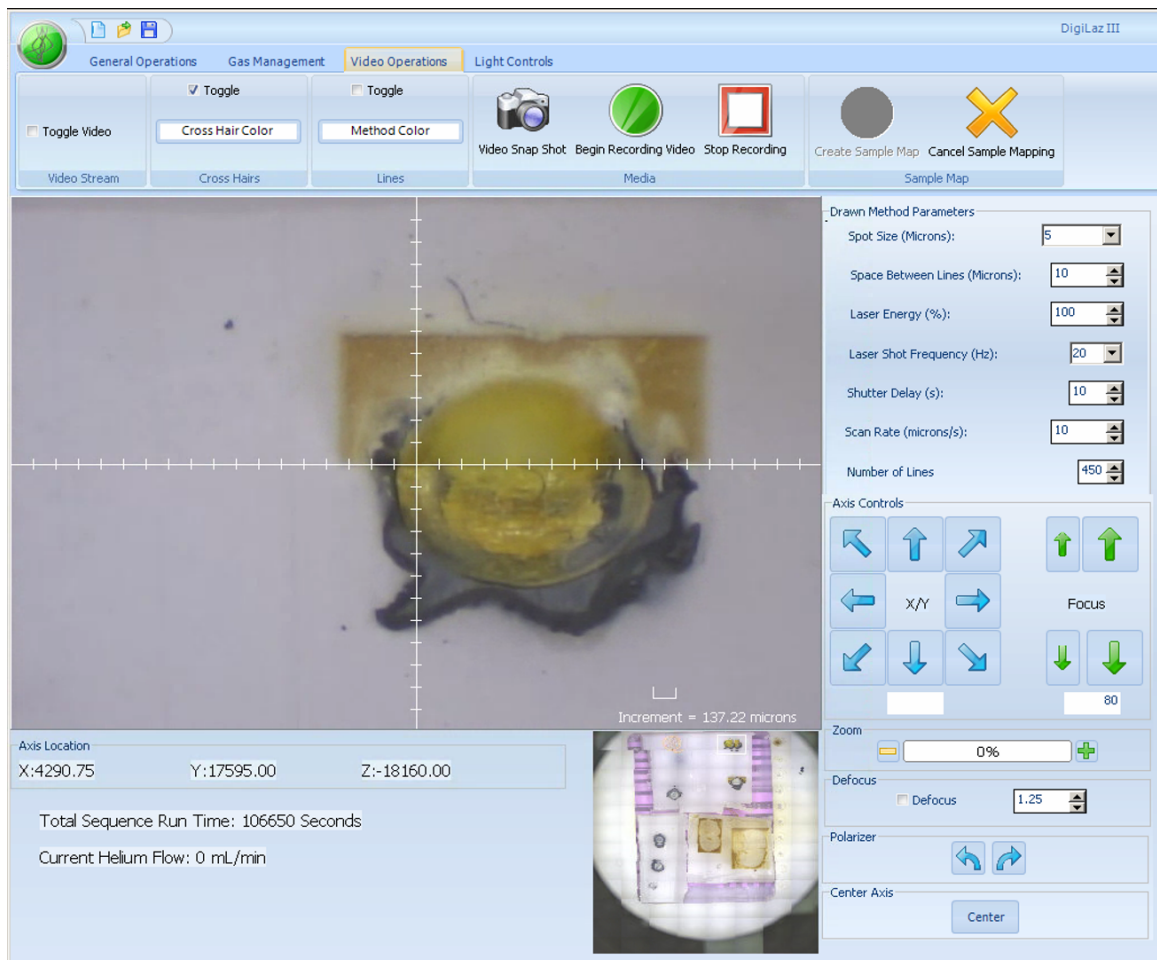 DigiLaz III
General Operations Gas Management Video Operations Light Controls
Toggle Video
Toggle
Toggle
Cross Hair Color
Method Color
Video Snap Shot Begin Recording Video Stop Recording
Create Sample Map Cancel Sample Mapping
Video Stream Cross Hairs Lines Media Sample Map
Drawn Method Parameters
Spot Size (Microns): 5
Space Between Lines (Microns): 10
Laser Energy (%): 100
Laser Shot Frequency (Hz): 20
Shutter Delay (s): 10
Scan Rate (microns/s): 10
Number of Lines 450
Axis Controls
X/Y
Focus
80
Increment = 137.22 microns
Zoom
0%
Defocus
Defocus 1.25
Polarizer
Center Axis
Center
Axis Location
X:4290.75 Y:17595.00 Z:-18160.00
Total Sequence Run Time: 106650 Seconds
Current Helium Flow: 0 mL/min